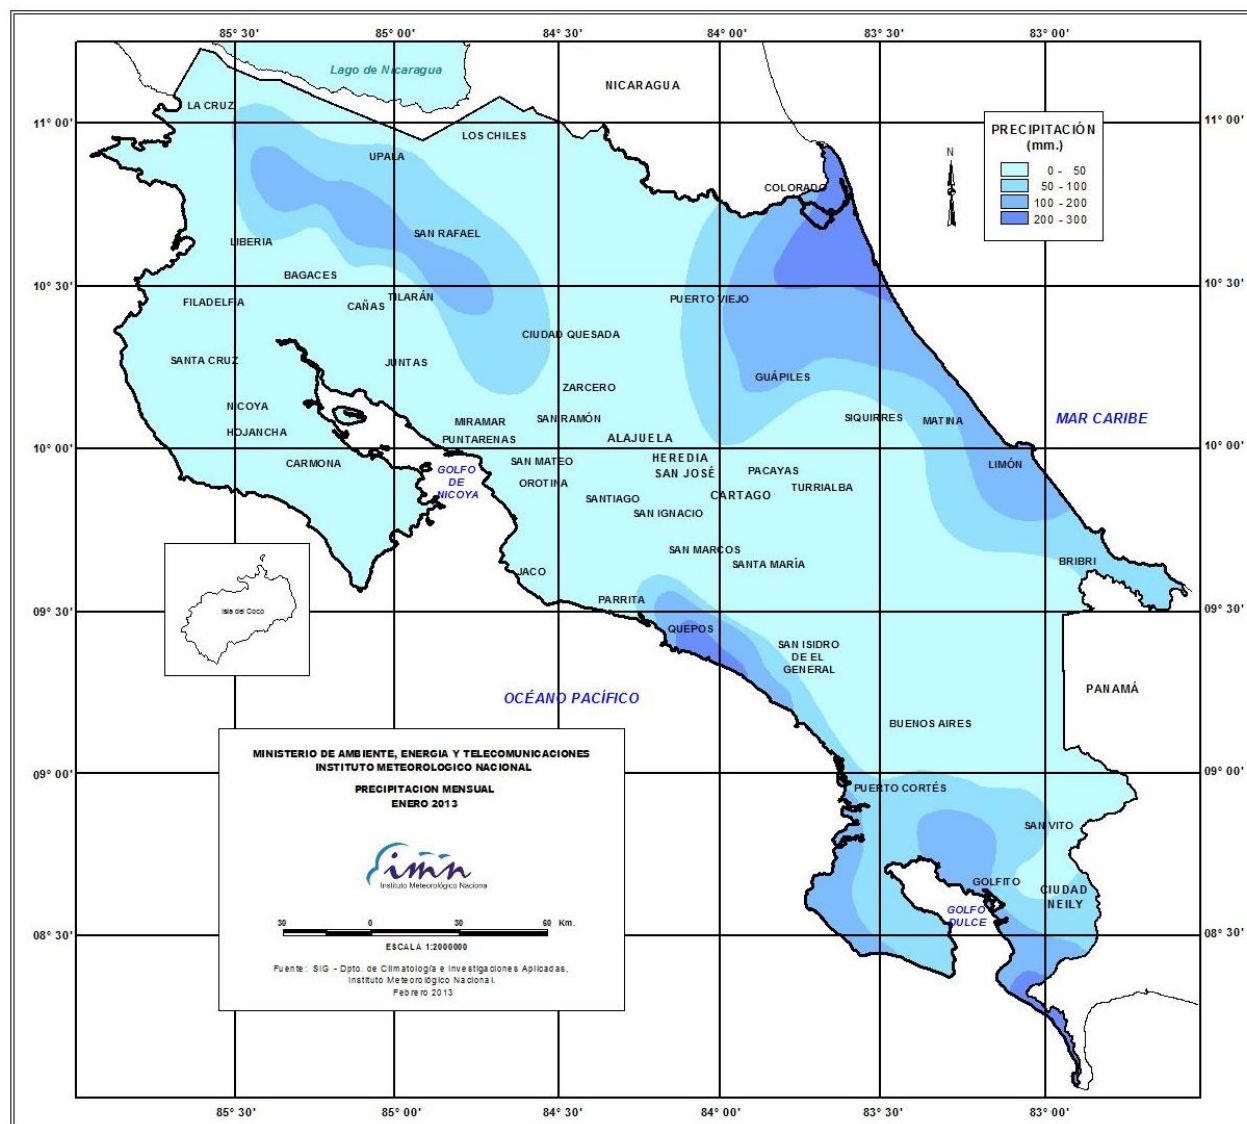 85° 30'
85° 00'
84° 30'
84° 00'
83° 30'
83° 00'
Lago de Nicaragua
NICARAGUA
LA CRUZ
11° 00'
LOS CHILES
11° 00'
PRECIPITACIÓN
(mm.)
0 - 50
50 - 100
100 - 200
200 - 300
N
UPALA
COLORADO
SAN RAFAEL
LIBERIA
BAGACES
10° 30'
10° 30'
FILADELFIA
CAÑAS
TILARÁN
PUERTO VIEJO
CIUDAD QUESADA
SANTA CRUZ
JUNTAS
GUÁPILES
ZARCERO
NICOYA
MIRAMAR
SAN RAMÓN
SIQUIRRES
MATINA
MAR CARIBE
HOJANCHA
PUNTARENAS
ALAJUELA
10° 00'
10° 00'
CARMONA
GOLFO
DE
NICOYA
SAN MATEO
HEREDIA
SAN JOSÉ
PACAYAS
LIMÓN
OROTINA
TURRIALBA
SANTIAGO
CARTAGO
SAN IGNACIO
SAN MARCOS
SANTA MARÍA
BRIBRI
JACO
Isla del Coco
PARRITA
09° 30'
09° 30'
QUEPOS
SAN ISIDRO
DE EL
GENERAL
OCÉANO PACÍFICO
PANAMÁ
BUENOS AIRES
MINISTERIO DE AMBIENTE, ENERGIA Y TELECOMUNICACIONES
INSTITUTO METEOROLOGICO NACIONAL
PRECIPITACION MENSUAL
ENERO 2013
imn
Instituto Meteorológico Naciona
30 0 30 60 Km.
ESCALA 1:2000000
Fuente: SIG - Dpto. de Climatología e Investigaciones Aplicadas,
Instituto Meteorológico Nacional.
Febrero 2013
09° 00'
09° 00'
PUERTO CORTÉS
SAN VITO
GOLFITO
CIUDAD
NEILY
GOLFO
DULCE
08° 30'
08° 30'
85° 30'
85° 00'
84° 30'
84° 00'
83° 30'
83° 00'